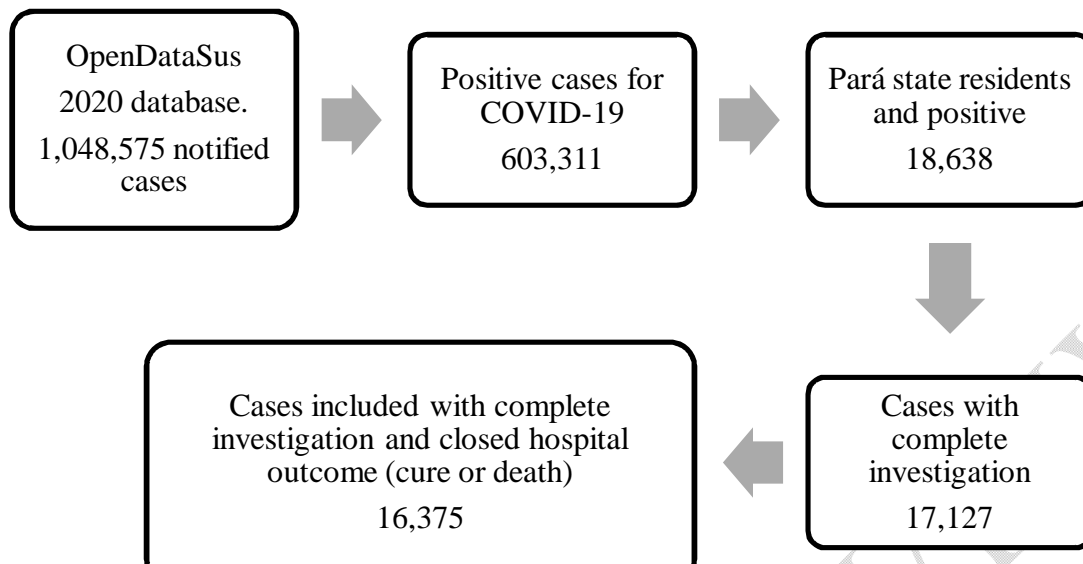 OpenDataSus
2020 database.
1,048,575 notified
cases
Positive cases for
COVID-19
603,311
Pará state residents
and positive
18,638
Cases with
complete
investigation
17,127
Cases included with complete
investigation and closed hospital
outcome (cure or death)
16,375